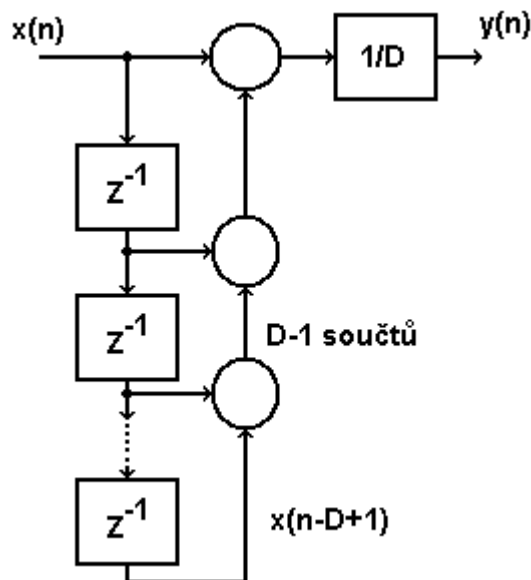 x(n)
y(n)
1/D
z⁻¹
z⁻¹
D-1 součtů
z⁻¹
x(n-D+1)